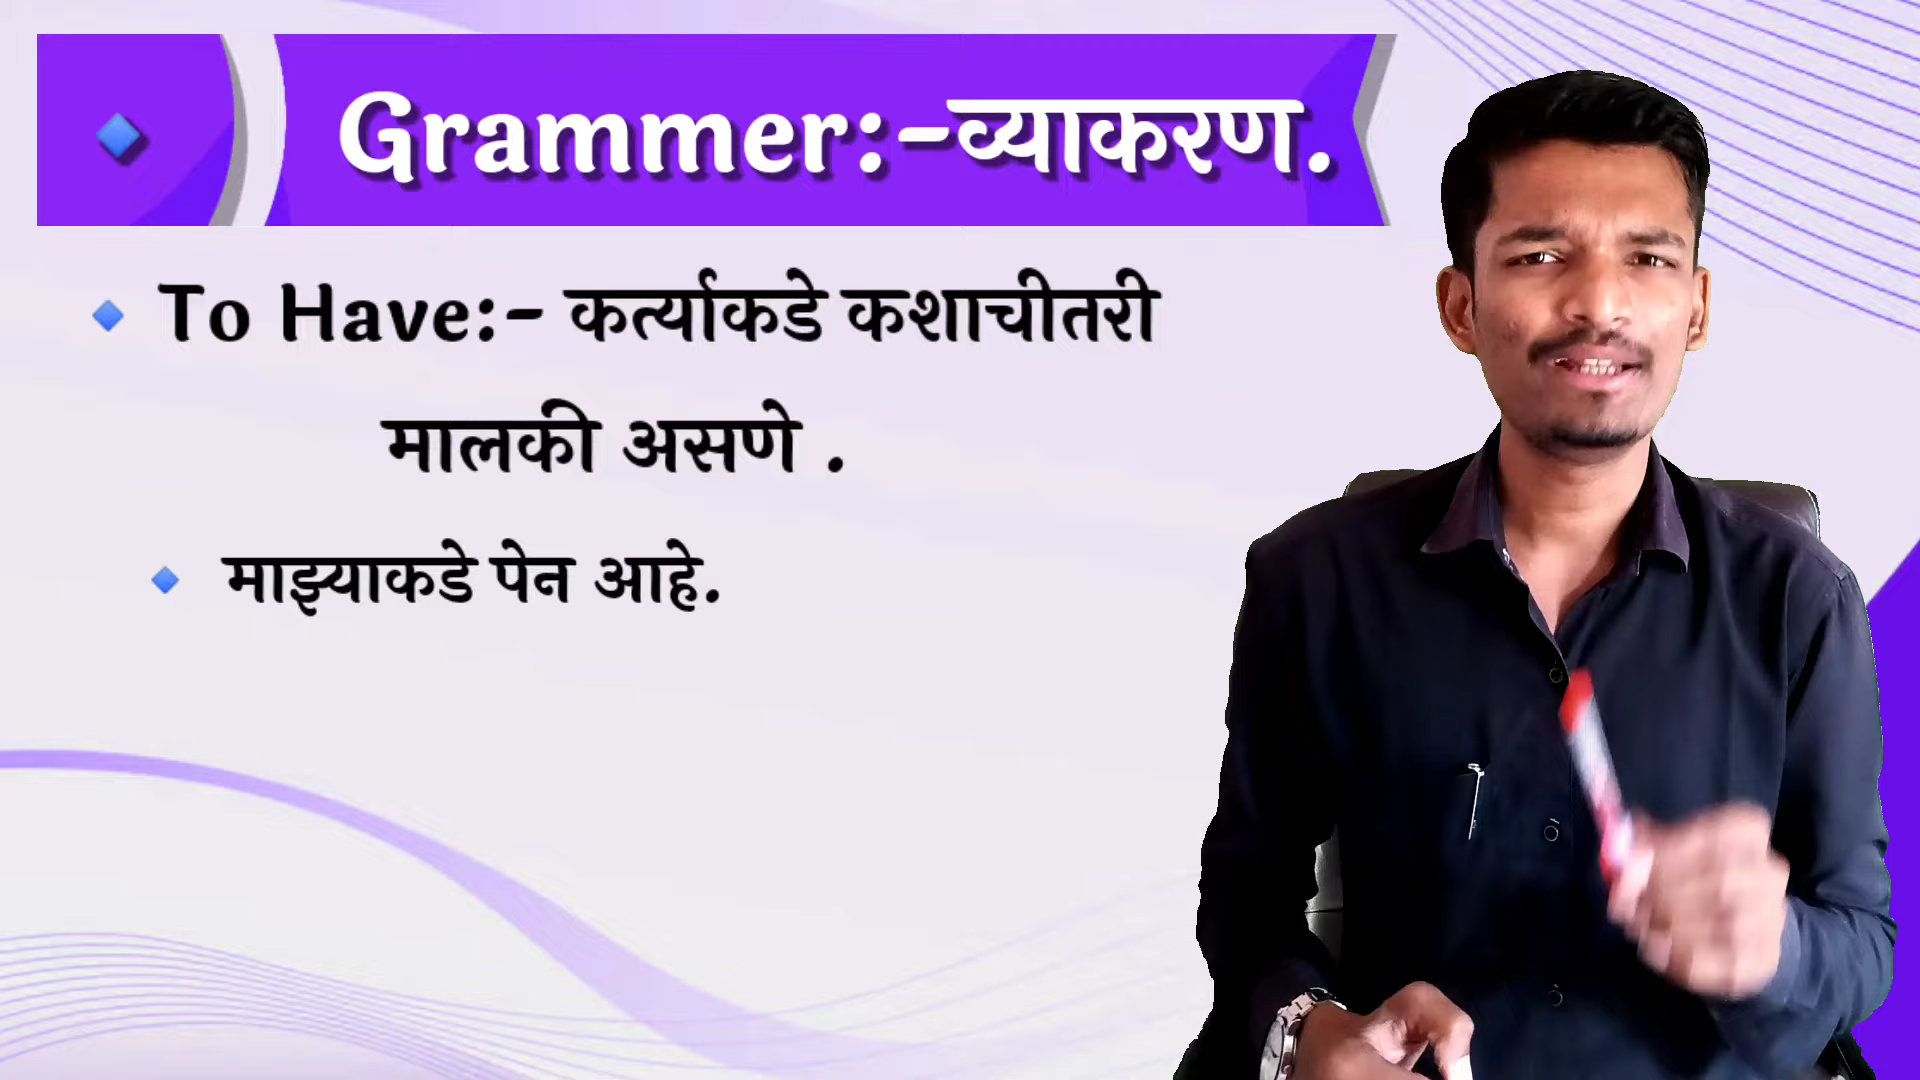 Grammer:-व्याकरण.
To Have:- कर्त्याकडे कशाचीतरी
मालकी असणे .
माझ्याकडे पेन आहे.